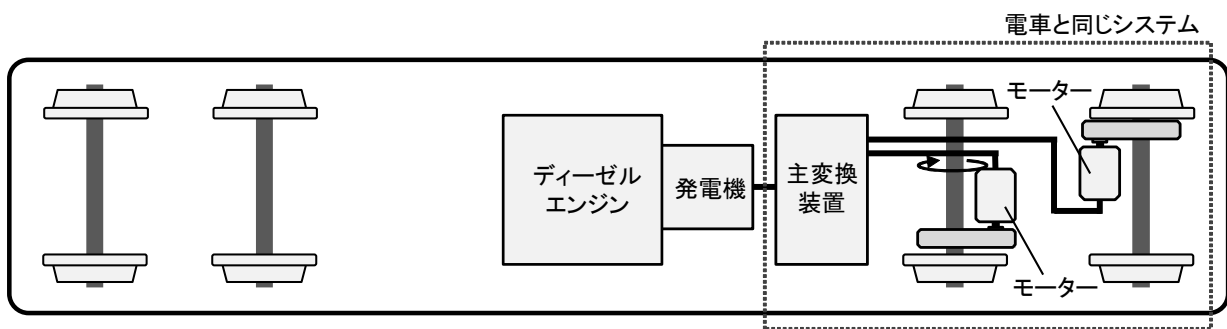 電車と同じシステム
モーター
ディーゼル
エンジン
発電機
主変換
装置
モーター